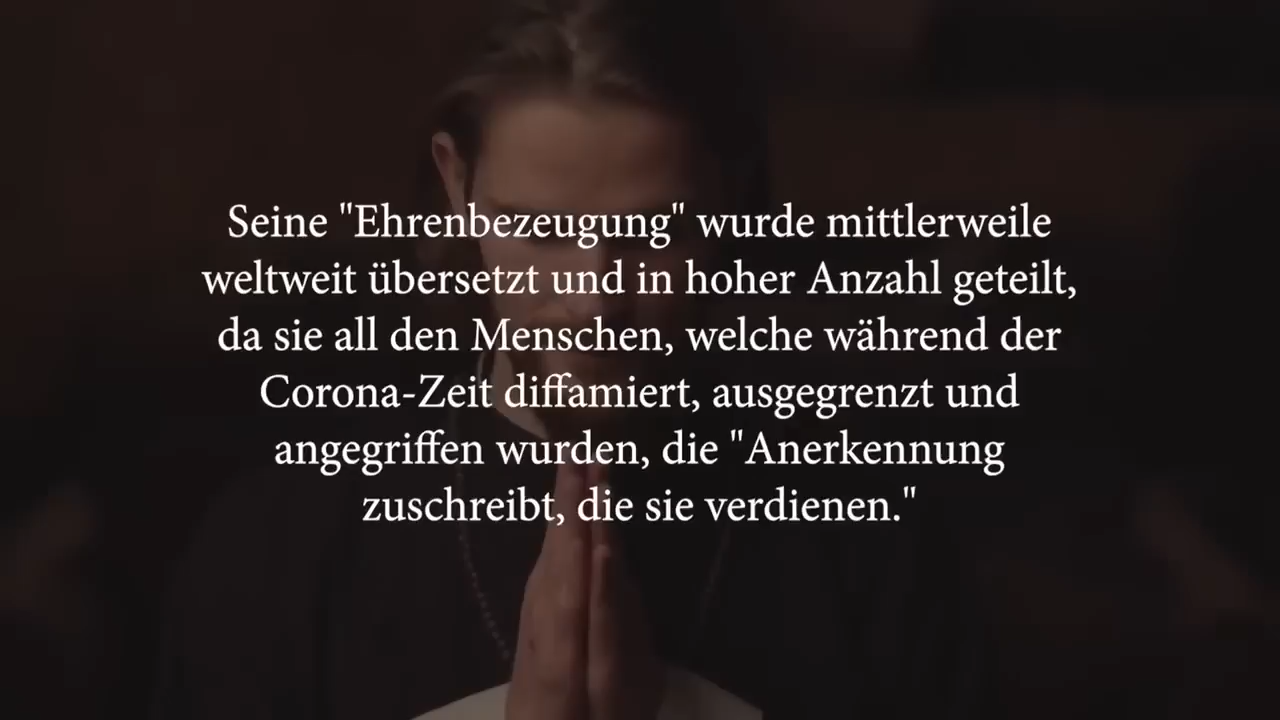 Seine "Ehrenbezeugung" wurde mittlerweile
weltweit übersetzt und in hoher Anzahl geteilt,
da sie all den Menschen, welche während der
Corona-Zeit diffamiert, ausgegrenzt und
angegriffen wurden, die "Anerkennung
zuschreibt, die sie verdienen."